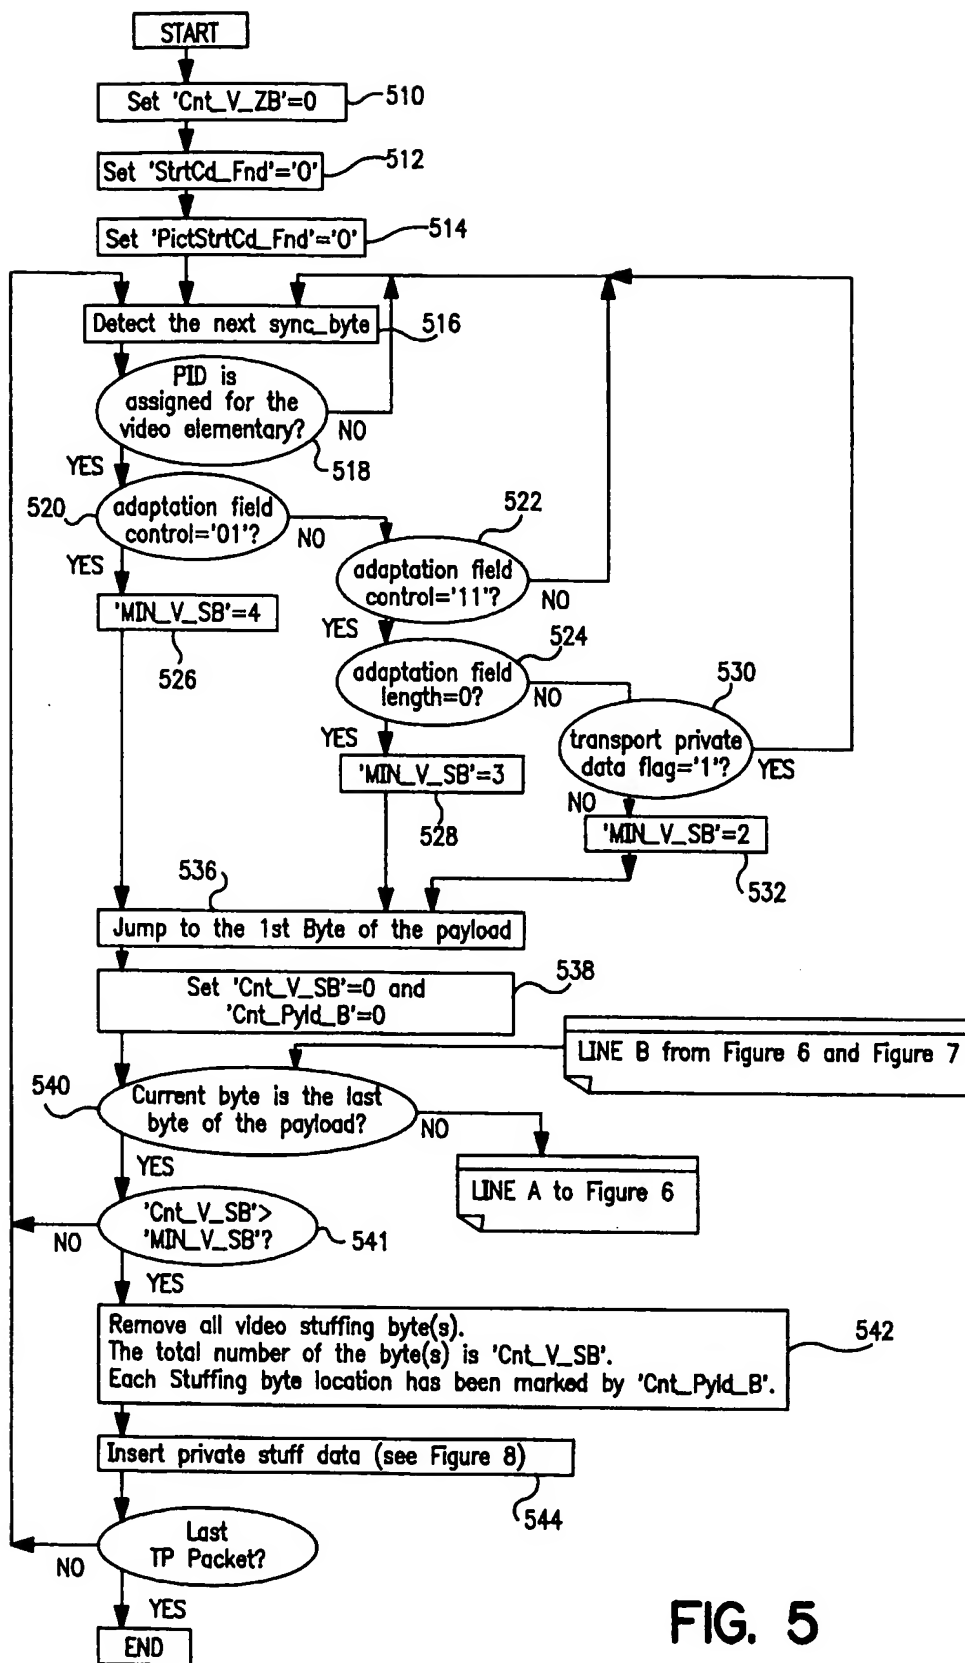 START
Set 'Cnt_V_ZB'=0
510
Set 'StrtCd_Fnd'='0'
512
Set 'PictStrtCd_Fnd'='0'
514
Detect the next sync_byte
516
PID is
assigned for the
video elementary?
NO
518
YES
520
adaptation field
control='01'?
NO
522
YES
adaptation field
control='11'?
NO
'MIN_V_SB'=4
526
YES
524
adaptation field
length=0?
NO
530
YES
transport private
data flag='1'?
YES
'MIN_V_SB'=3
528
NO
'MIN_V_SB'=2
532
536
Jump to the 1st Byte of the payload
Set 'Cnt_V_SB'=0 and
'Cnt_Pyld_B'=0
538
LINE B from Figure 6 and Figure 7
540
Current byte is the last
byte of the payload?
NO
YES
LINE A to Figure 6
'Cnt_V_SB'>
'MIN_V_SB'?
NO
541
YES
Remove all video stuffing byte(s).
The total number of the byte(s) is 'Cnt_V_SB'.
Each Stuffing byte location has been marked by 'Cnt_Pyld_B'.
542
Insert private stuff data (see Figure 8)
544
Last
TP Packet?
NO
YES
END
FIG. 5